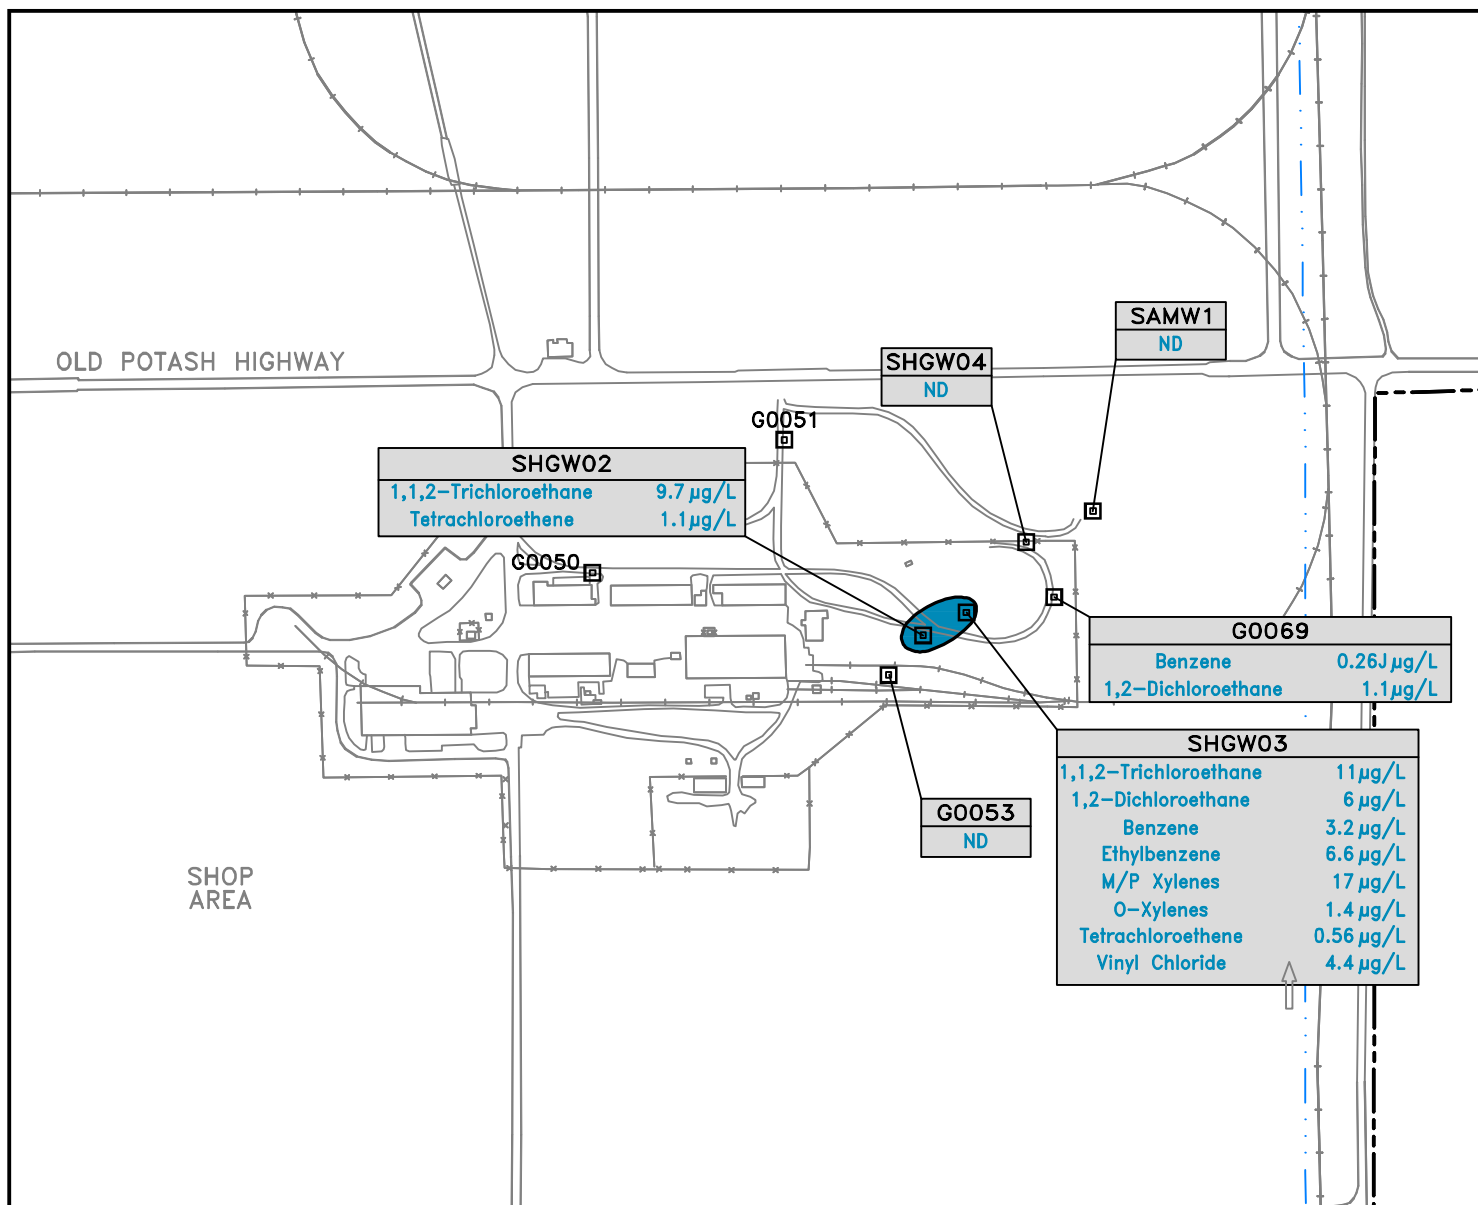 SAMW1
ND
OLD POTASH HIGHWAY
SHGW04
ND
G0051
SHGW02
1,1,2-Trichloroethane 9.7 µg/L
Tetrachloroethene 1.1 µg/L
G0050
G0069
Benzene 0.26J µg/L
1,2-Dichloroethane 1.1 µg/L
SHGW03
1,1,2-Trichloroethane 11 µg/L
1,2-Dichloroethane 6 µg/L
Benzene 3.2 µg/L
Ethylbenzene 6.6 µg/L
M/P Xylenes 17 µg/L
O-Xylenes 1.4 µg/L
Tetrachloroethene 0.56 µg/L
Vinyl Chloride 4.4 µg/L
G0053
ND
SHOP
AREA